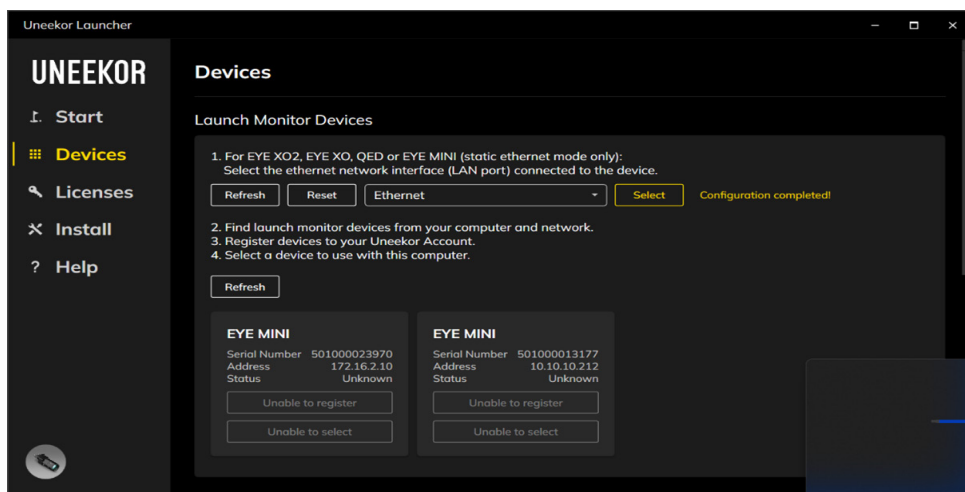 Uneekor Launcher
UNEEKOR
Start
Devices
Licenses
Install
? Help
Devices
Launch Monitor Devices
1. For EYE XO2, EYE XO, QED or EYE MINI (static ethernet mode only):
Select the ethernet network interface (LAN port) connected to the device.
Refresh Reset Ethernet Select Configuration completed!
2. Find launch monitor devices from your computer and network.
3. Register devices to your Uneekor Account.
4. Select a device to use with this computer.
Refresh
EYE MINI
Serial Number 501000023970
Address 172.16.2.10
Status Unknown
Unable to register
Unable to select
EYE MINI
Serial Number 501000013177
Address 10.10.10.212
Status Unknown
Unable to register
Unable to select